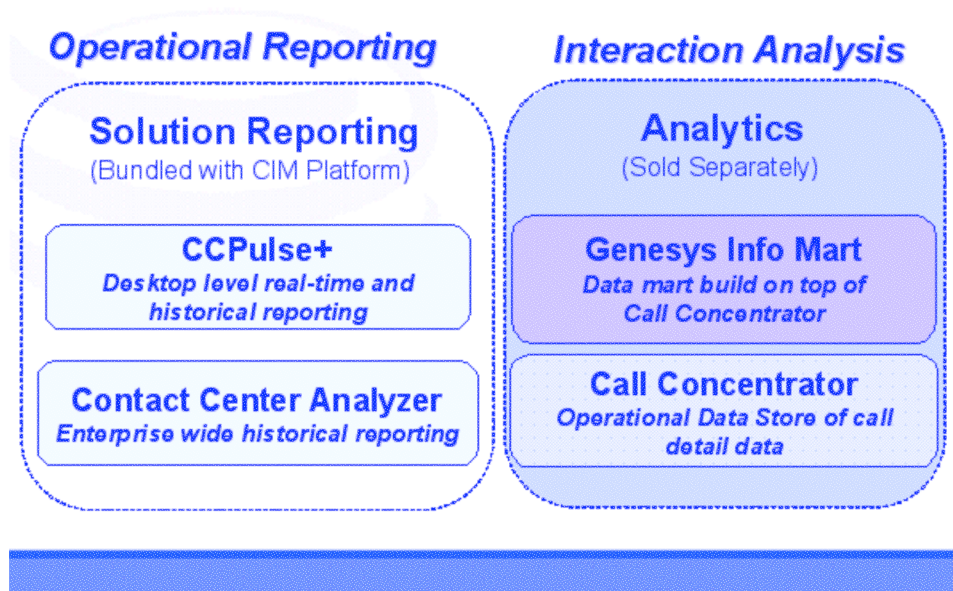 Operational Reporting
Solution Reporting
(Bundled with CIM Platform)
CCPulse+
Desktop level real-time and
historical reporting
Contact Center Analyzer
Enterprise wide historical reporting
Interaction Analysis
Analytics
(Sold Separately)
Genesys Info Mart
Data mart build on top of
Call Concentrator
Call Concentrator
Operational Data Store of call
detail data